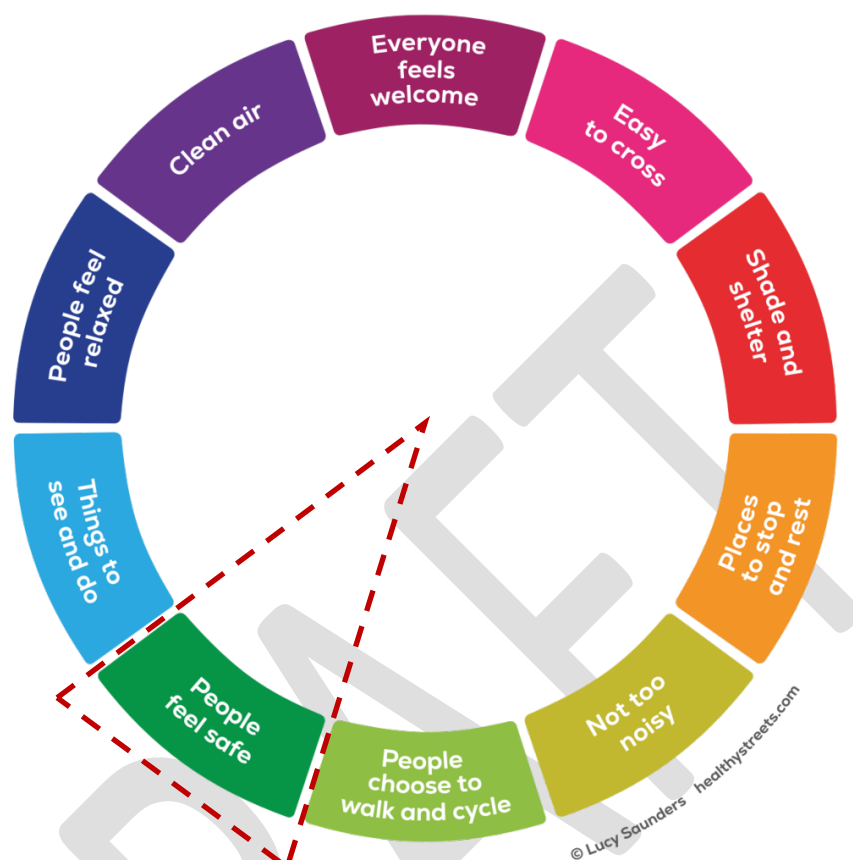 Everyone
feels
welcome
Easy
to cross
Shade and
shelter
Places
to stop
and rest
Not too
noisy
People
choose to
walk and cycle
People
feel safe
Things to
see and do
People feel
relaxed
Clean air
© Lucy Saunders healthystreets.com